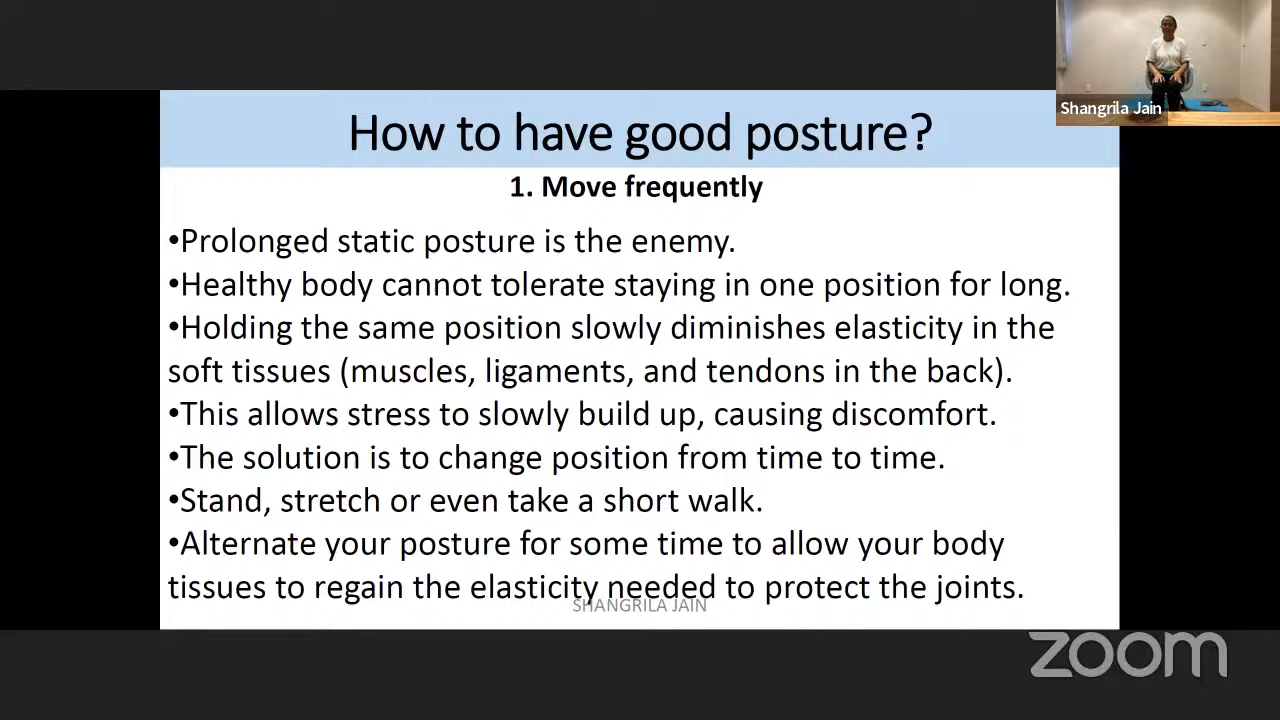 Shangrila Jain
How to have good posture?
1. Move frequently
•Prolonged static posture is the enemy.
•Healthy body cannot tolerate staying in one position for long.
•Holding the same position slowly diminishes elasticity in the
soft tissues (muscles, ligaments, and tendons in the back).
•This allows stress to slowly build up, causing discomfort.
•The solution is to change position from time to time.
•Stand, stretch or even take a short walk.
•Alternate your posture for some time to allow your body
tissues to regain the elasticity needed to protect the joints.
SHANGRILA JAIN
zoom